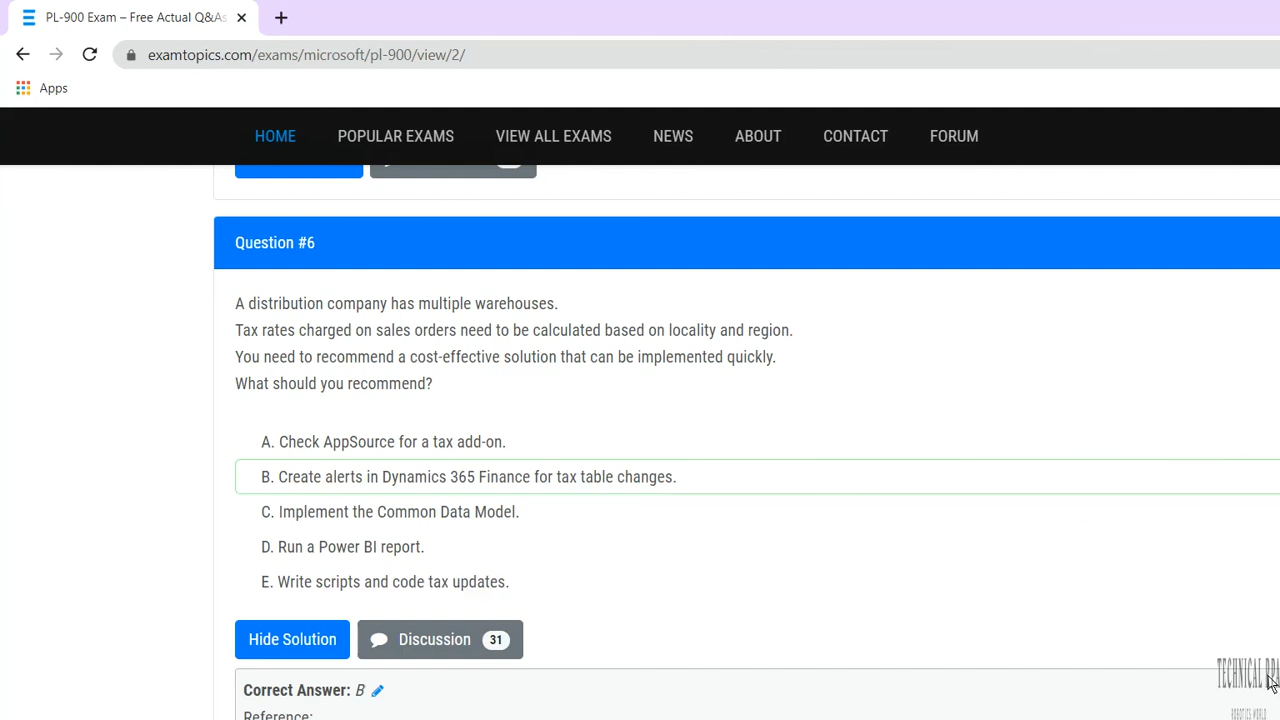 PL-900 Exam – Free Actual Q&As
examtopics.com/exams/microsoft/pl-900/view/2/
Apps
HOME POPULAR EXAMS VIEW ALL EXAMS NEWS ABOUT CONTACT FORUM
Question #6
A distribution company has multiple warehouses.
Tax rates charged on sales orders need to be calculated based on locality and region.
You need to recommend a cost-effective solution that can be implemented quickly.
What should you recommend?
A. Check AppSource for a tax add-on.
B. Create alerts in Dynamics 365 Finance for tax table changes.
C. Implement the Common Data Model.
D. Run a Power BI report.
E. Write scripts and code tax updates.
Hide Solution Discussion 31
Correct Answer: B
Reference:
TECHNICAL
ROBOTICS WORLD